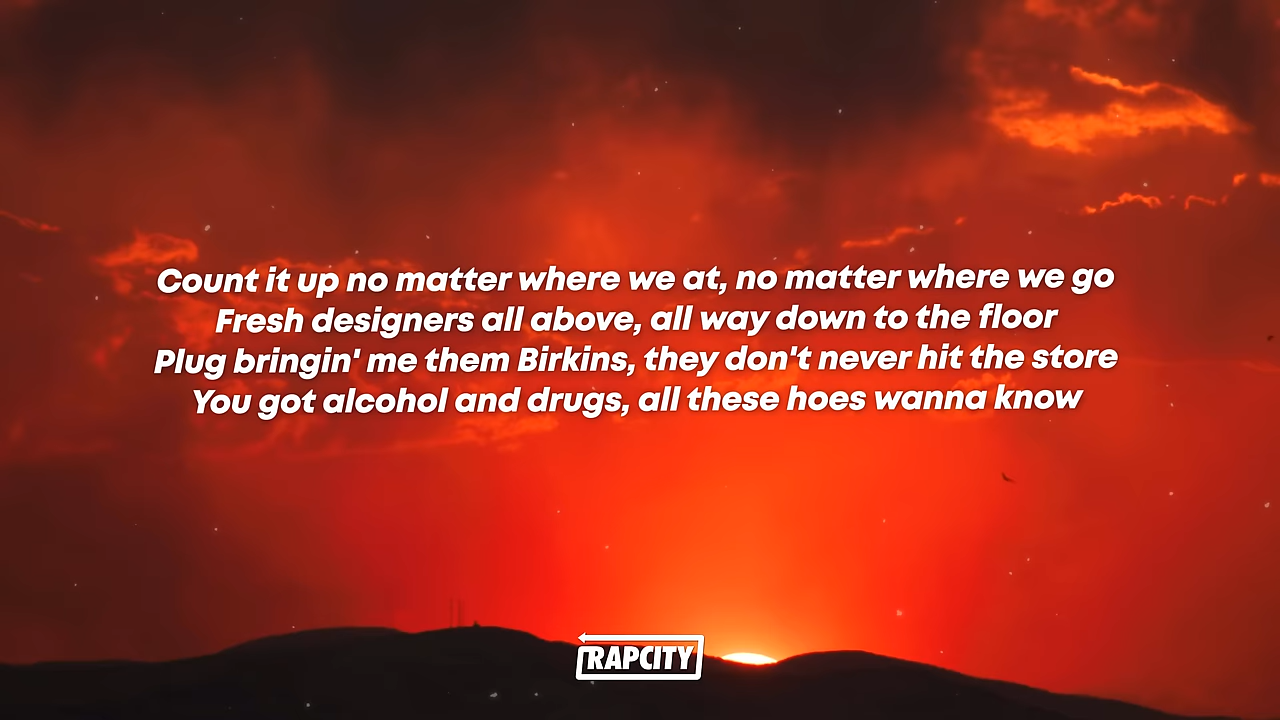 Count it up no matter where we at, no matter where we go
Fresh designers all above, all way down to the floor
Plug bringin' me them Birkins, they don't never hit the store
You got alcohol and drugs, all these hoes wanna know
RAPCITY